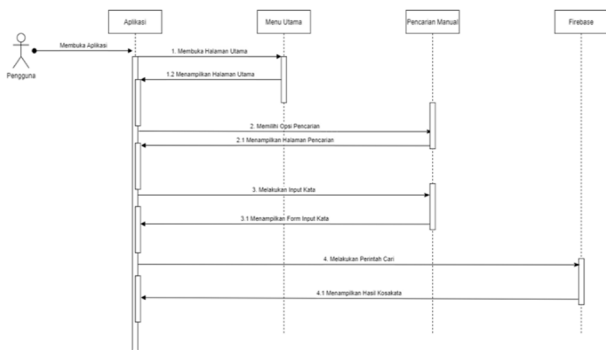 Aplikasi
Menu Utama
Pencarian Manual
Firebase
Membuka Aplikasi
Pengguna
1. Membuka Halaman Utama
1.2 Menampilkan Halaman Utama
2. Memilihi Opsi Pencarian
2.1 Menampilkan Halaman Pencarian
3. Melakukan Input Kata
3.1 Menampilkan Form Input Kata
4. Melakukan Perintah Cari
4.1 Menampilkan Hasil Kosakata